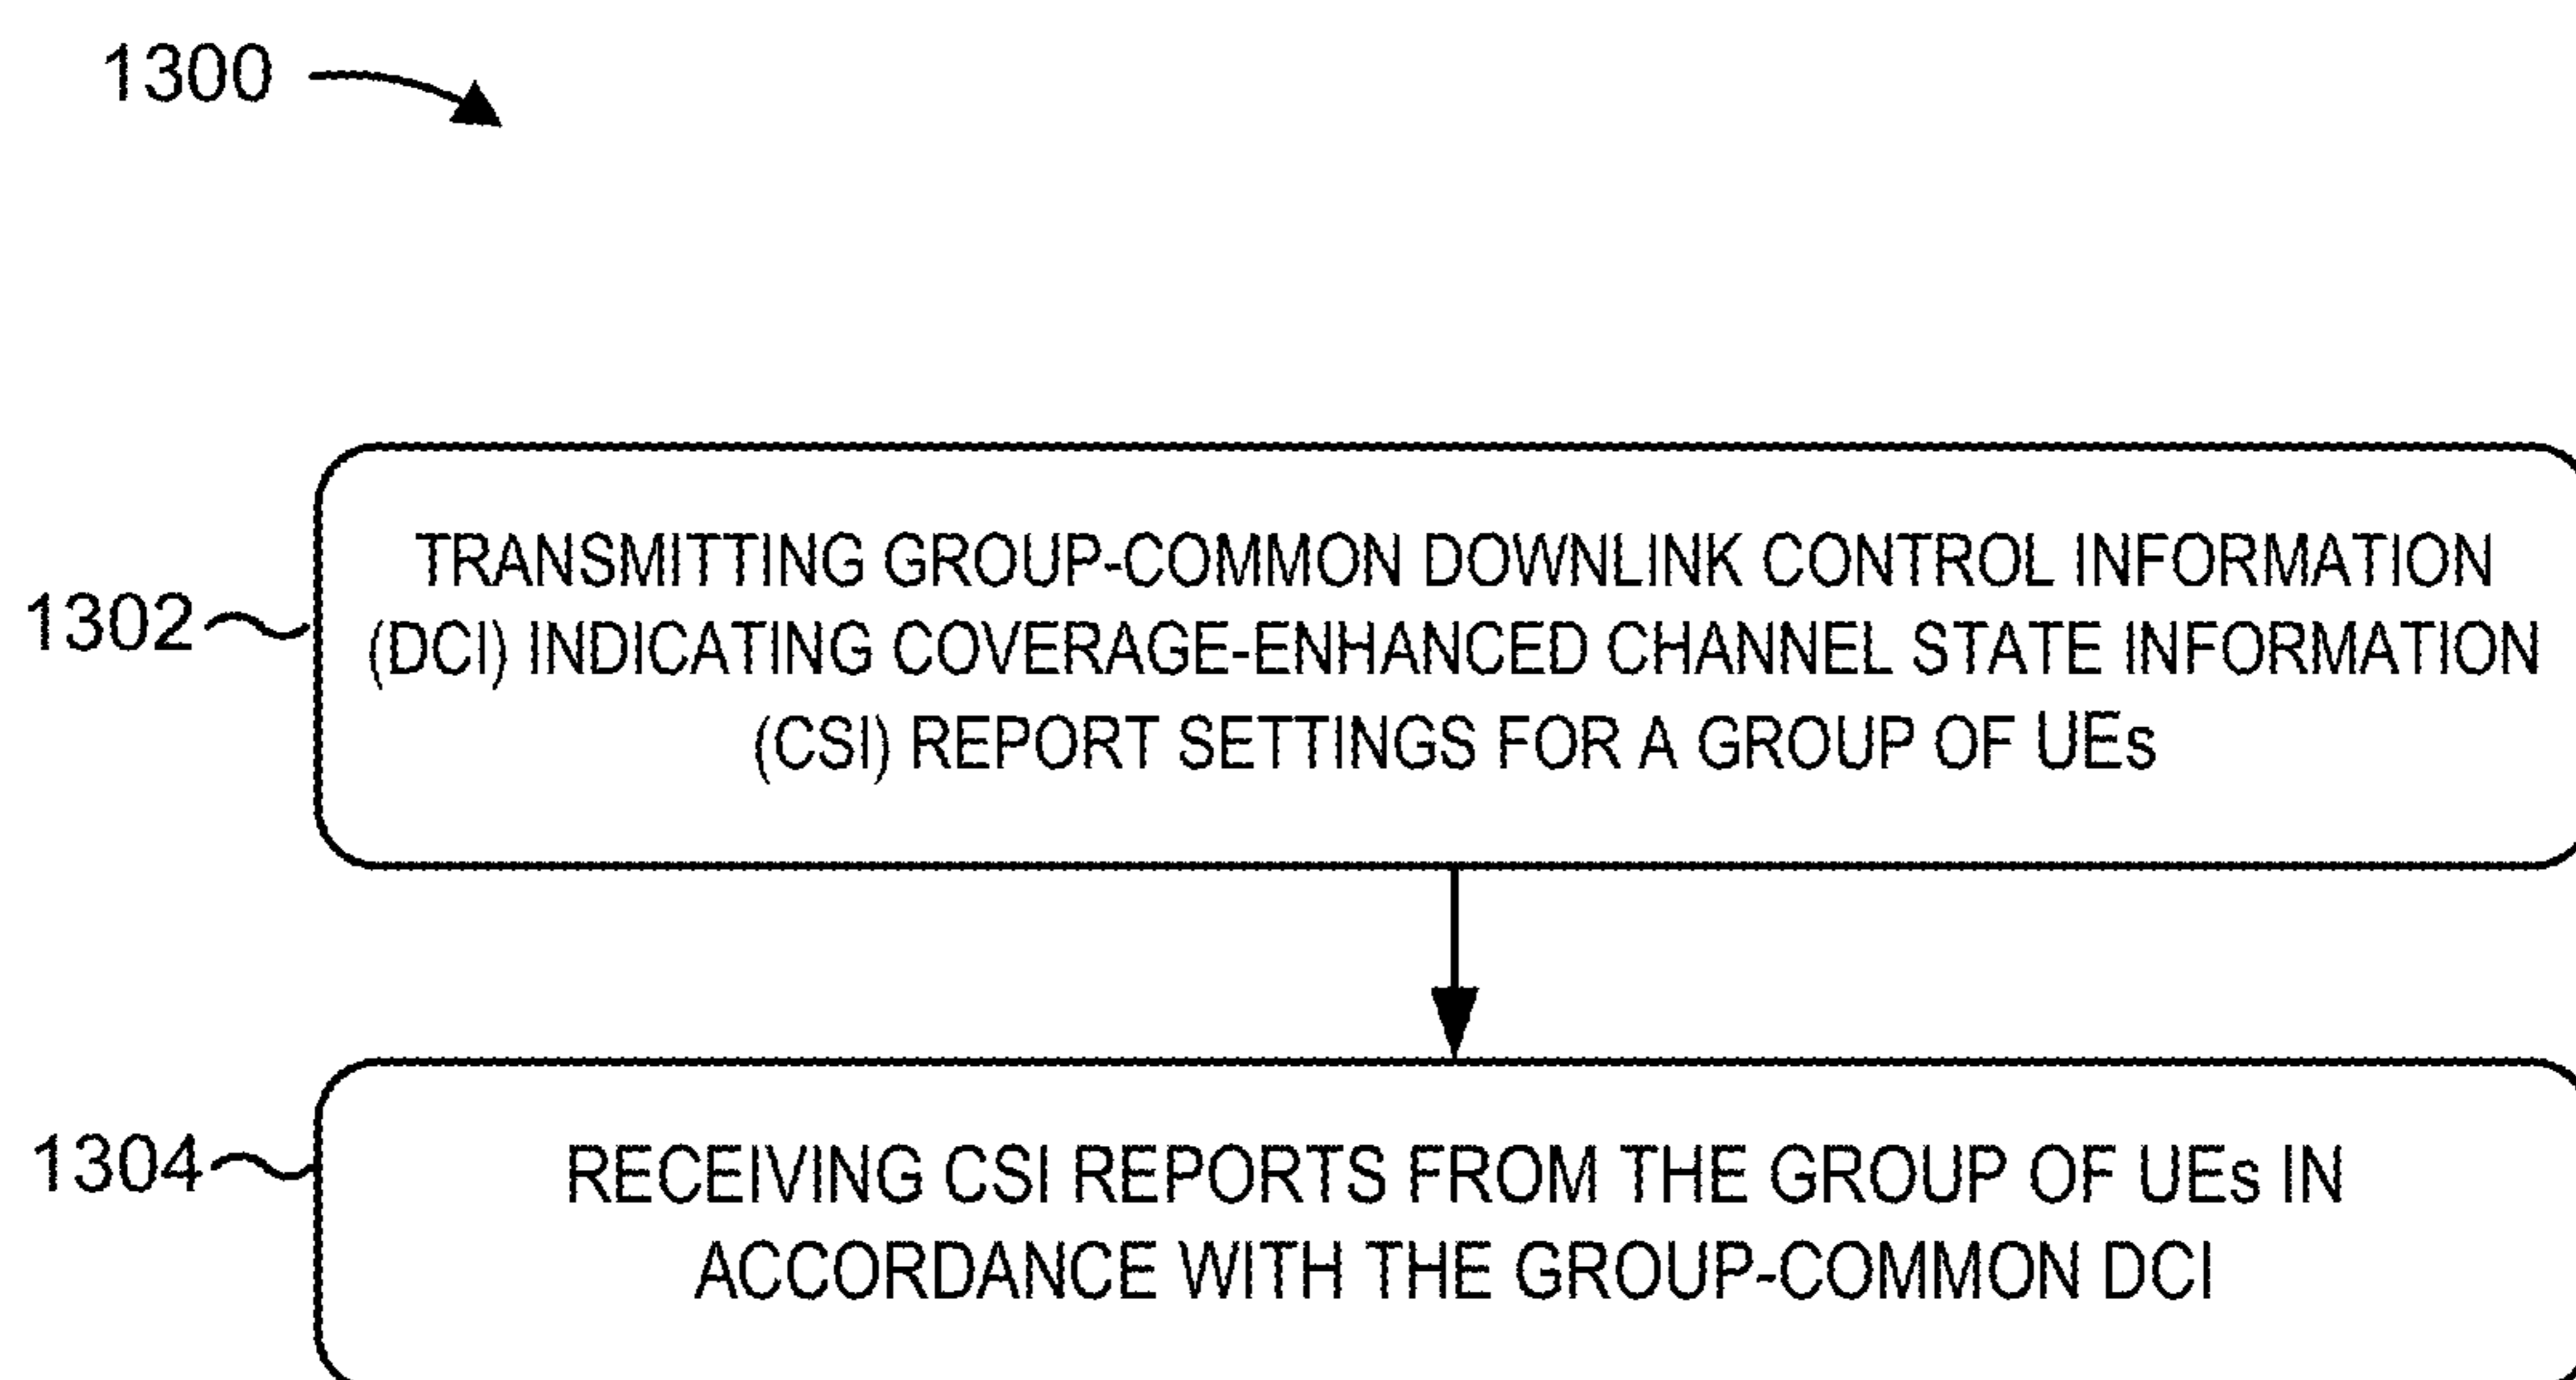 1300
1302
TRANSMITTING GROUP-COMMON DOWNLINK CONTROL INFORMATION
(DCI) INDICATING COVERAGE-ENHANCED CHANNEL STATE INFORMATION
(CSI) REPORT SETTINGS FOR A GROUP OF UEs
1304
RECEIVING CSI REPORTS FROM THE GROUP OF UEs IN
ACCORDANCE WITH THE GROUP-COMMON DCI